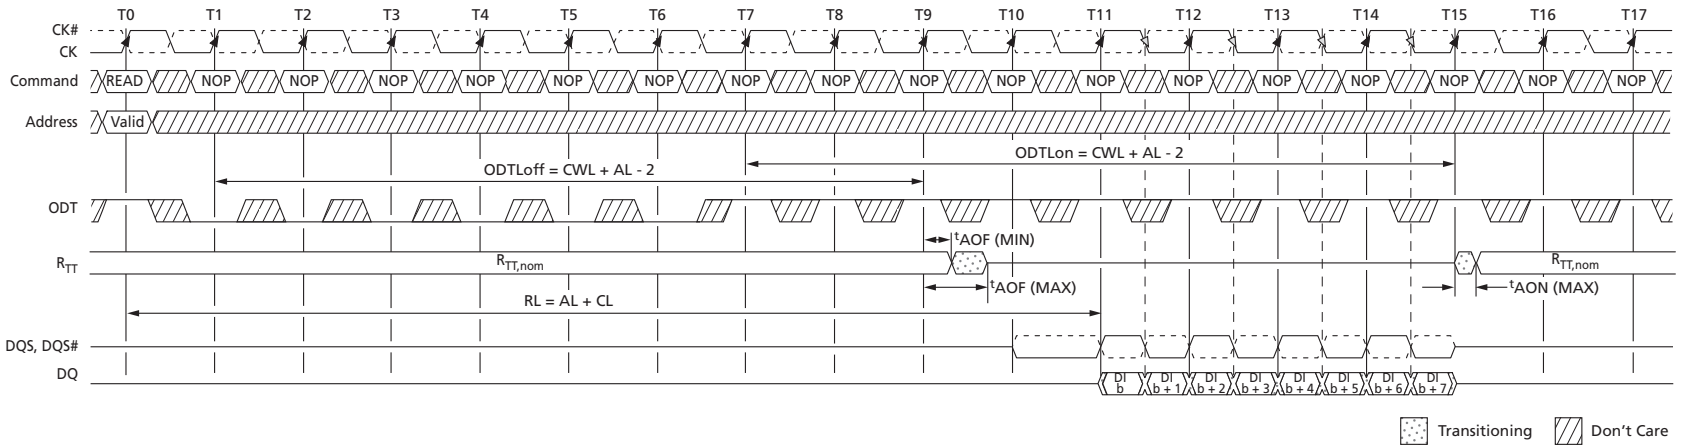 T0 T1 T2 T3 T4 T5 T6 T7 T8 T9 T10 T11 T12 T13 T14 T15 T16 T17
CK#
CK
Command READ NOP NOP NOP NOP NOP NOP NOP NOP NOP NOP NOP NOP NOP NOP NOP NOP NOP
Address Valid
ODTLon = CWL + AL - 2
ODTLoff = CWL + AL - 2
ODT
tAOF (MIN)
RTT RTT,nom RTT,nom
tAOF (MAX) tAON (MAX)
RL = AL + CL
DQS, DQS#
DQ DI b DI b + 1 DI b + 2 DI b + 3 DI b + 4 DI b + 5 DI b + 6 DI b + 7
Transitioning Don't Care